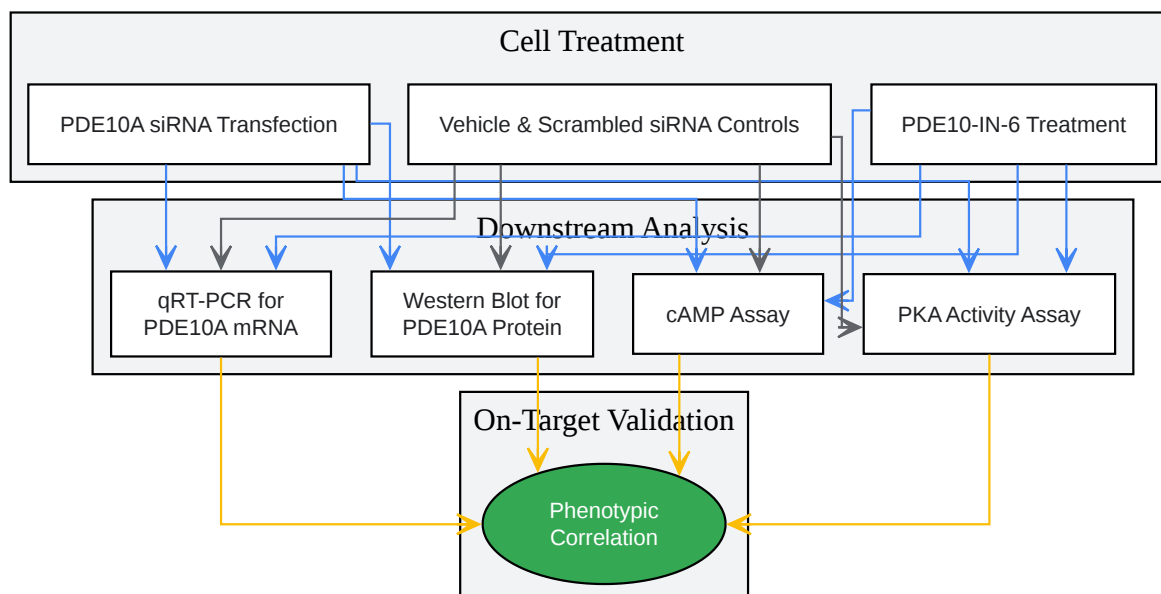 Cell Treatment
PDE10A siRNA Transfection
Vehicle & Scrambled siRNA Controls
PDE10-IN-6 Treatment
Downstream Analysis
qRT-PCR for
PDE10A mRNA
Western Blot for
PDE10A Protein
cAMP Assay
PKA Activity Assay
On-Target Validation
Phenotypic
Correlation